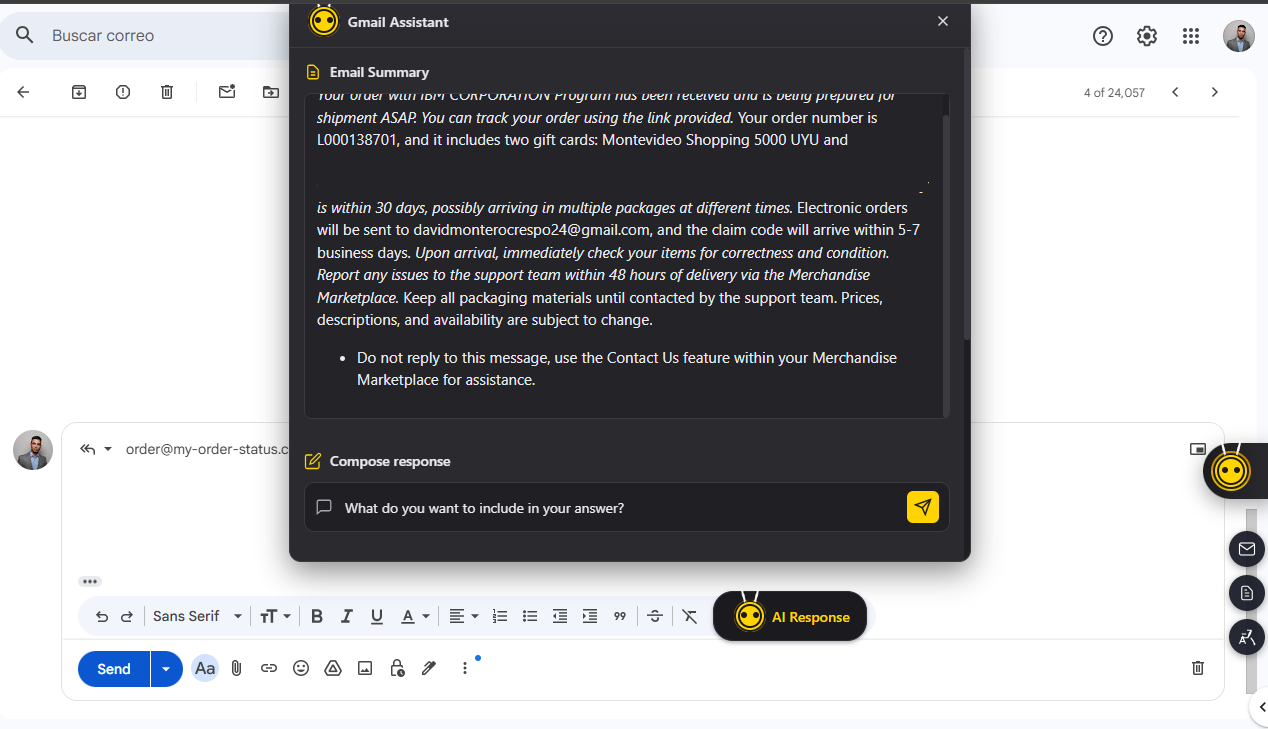 Gmail Assistant
Buscar correo
Email Summary
4 of 24,057
Your order with IBM CORPORATION Program has been received and is being prepared for
shipment ASAP. You can track your order using the link provided. Your order number is
L000138701, and it includes two gift cards: Montevideo Shopping 5000 UYU and
is within 30 days, possibly arriving in multiple packages at different times. Electronic orders
will be sent to davidmonterocrespo24@gmail.com, and the claim code will arrive within 5-7
business days. Upon arrival, immediately check your items for correctness and condition.
Report any issues to the support team within 48 hours of delivery via the Merchandise
Marketplace. Keep all packaging materials until contacted by the support team. Prices,
descriptions, and availability are subject to change.
• Do not reply to this message, use the Contact Us feature within your Merchandise
Marketplace for assistance.
order@my-order-status.c
Compose response
What do you want to include in your answer?
Sans Serif
AI Response
Send
Aa